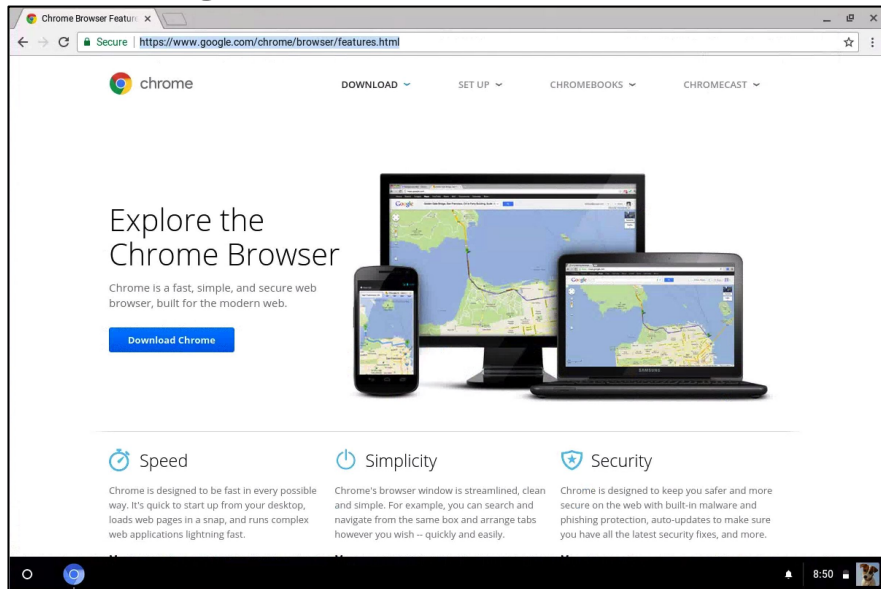 Chrome Browser Feature
Secure
https://www.google.com/chrome/browser/features.html
chrome
DOWNLOAD
SET UP
CHROMEBOOKS
CHROMECAST
Explore the
Chrome Browser
Chrome is a fast, simple, and secure web
browser, built for the modern web.
Download Chrome
Google
Google
SAMSUNG
Speed
Chrome is designed to be fast in every possible
way. It's quick to start up from your desktop,
loads web pages in a snap, and runs complex
web applications lightning fast.
Simplicity
Chrome's browser window is streamlined, clean
and simple. For example, you can search and
navigate from the same box and arrange tabs
however you wish -- quickly and easily.
Security
Chrome is designed to keep you safer and more
secure on the web with built-in malware and
phishing protection, auto-updates to make sure
you have all the latest security fixes, and more.
8:50